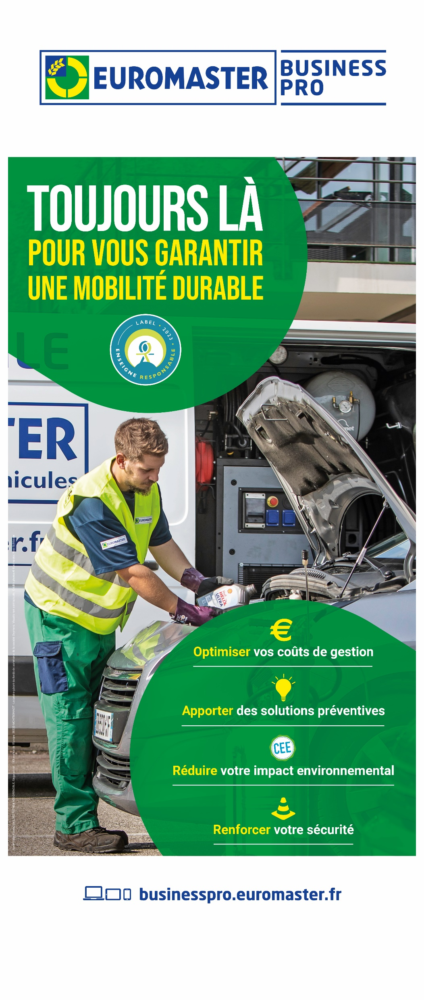 EUROMASTER
BUSINESS
PRO
TOUJOURS LÀ
POUR VOUS GARANTIR
UNE MOBILITÉ DURABLE
LABEL • 2023 •
ENSEIGNE RESPONSABLE
LE
TER
hicules
r.fr
EUROMASTER
EUROMASTER
Shell
HELIX
ULTRA
€
Optimiser vos coûts de gestion
Apporter des solutions préventives
CEE
Réduire votre impact environnemental
Renforcer votre sécurité
businesspro.euromaster.fr